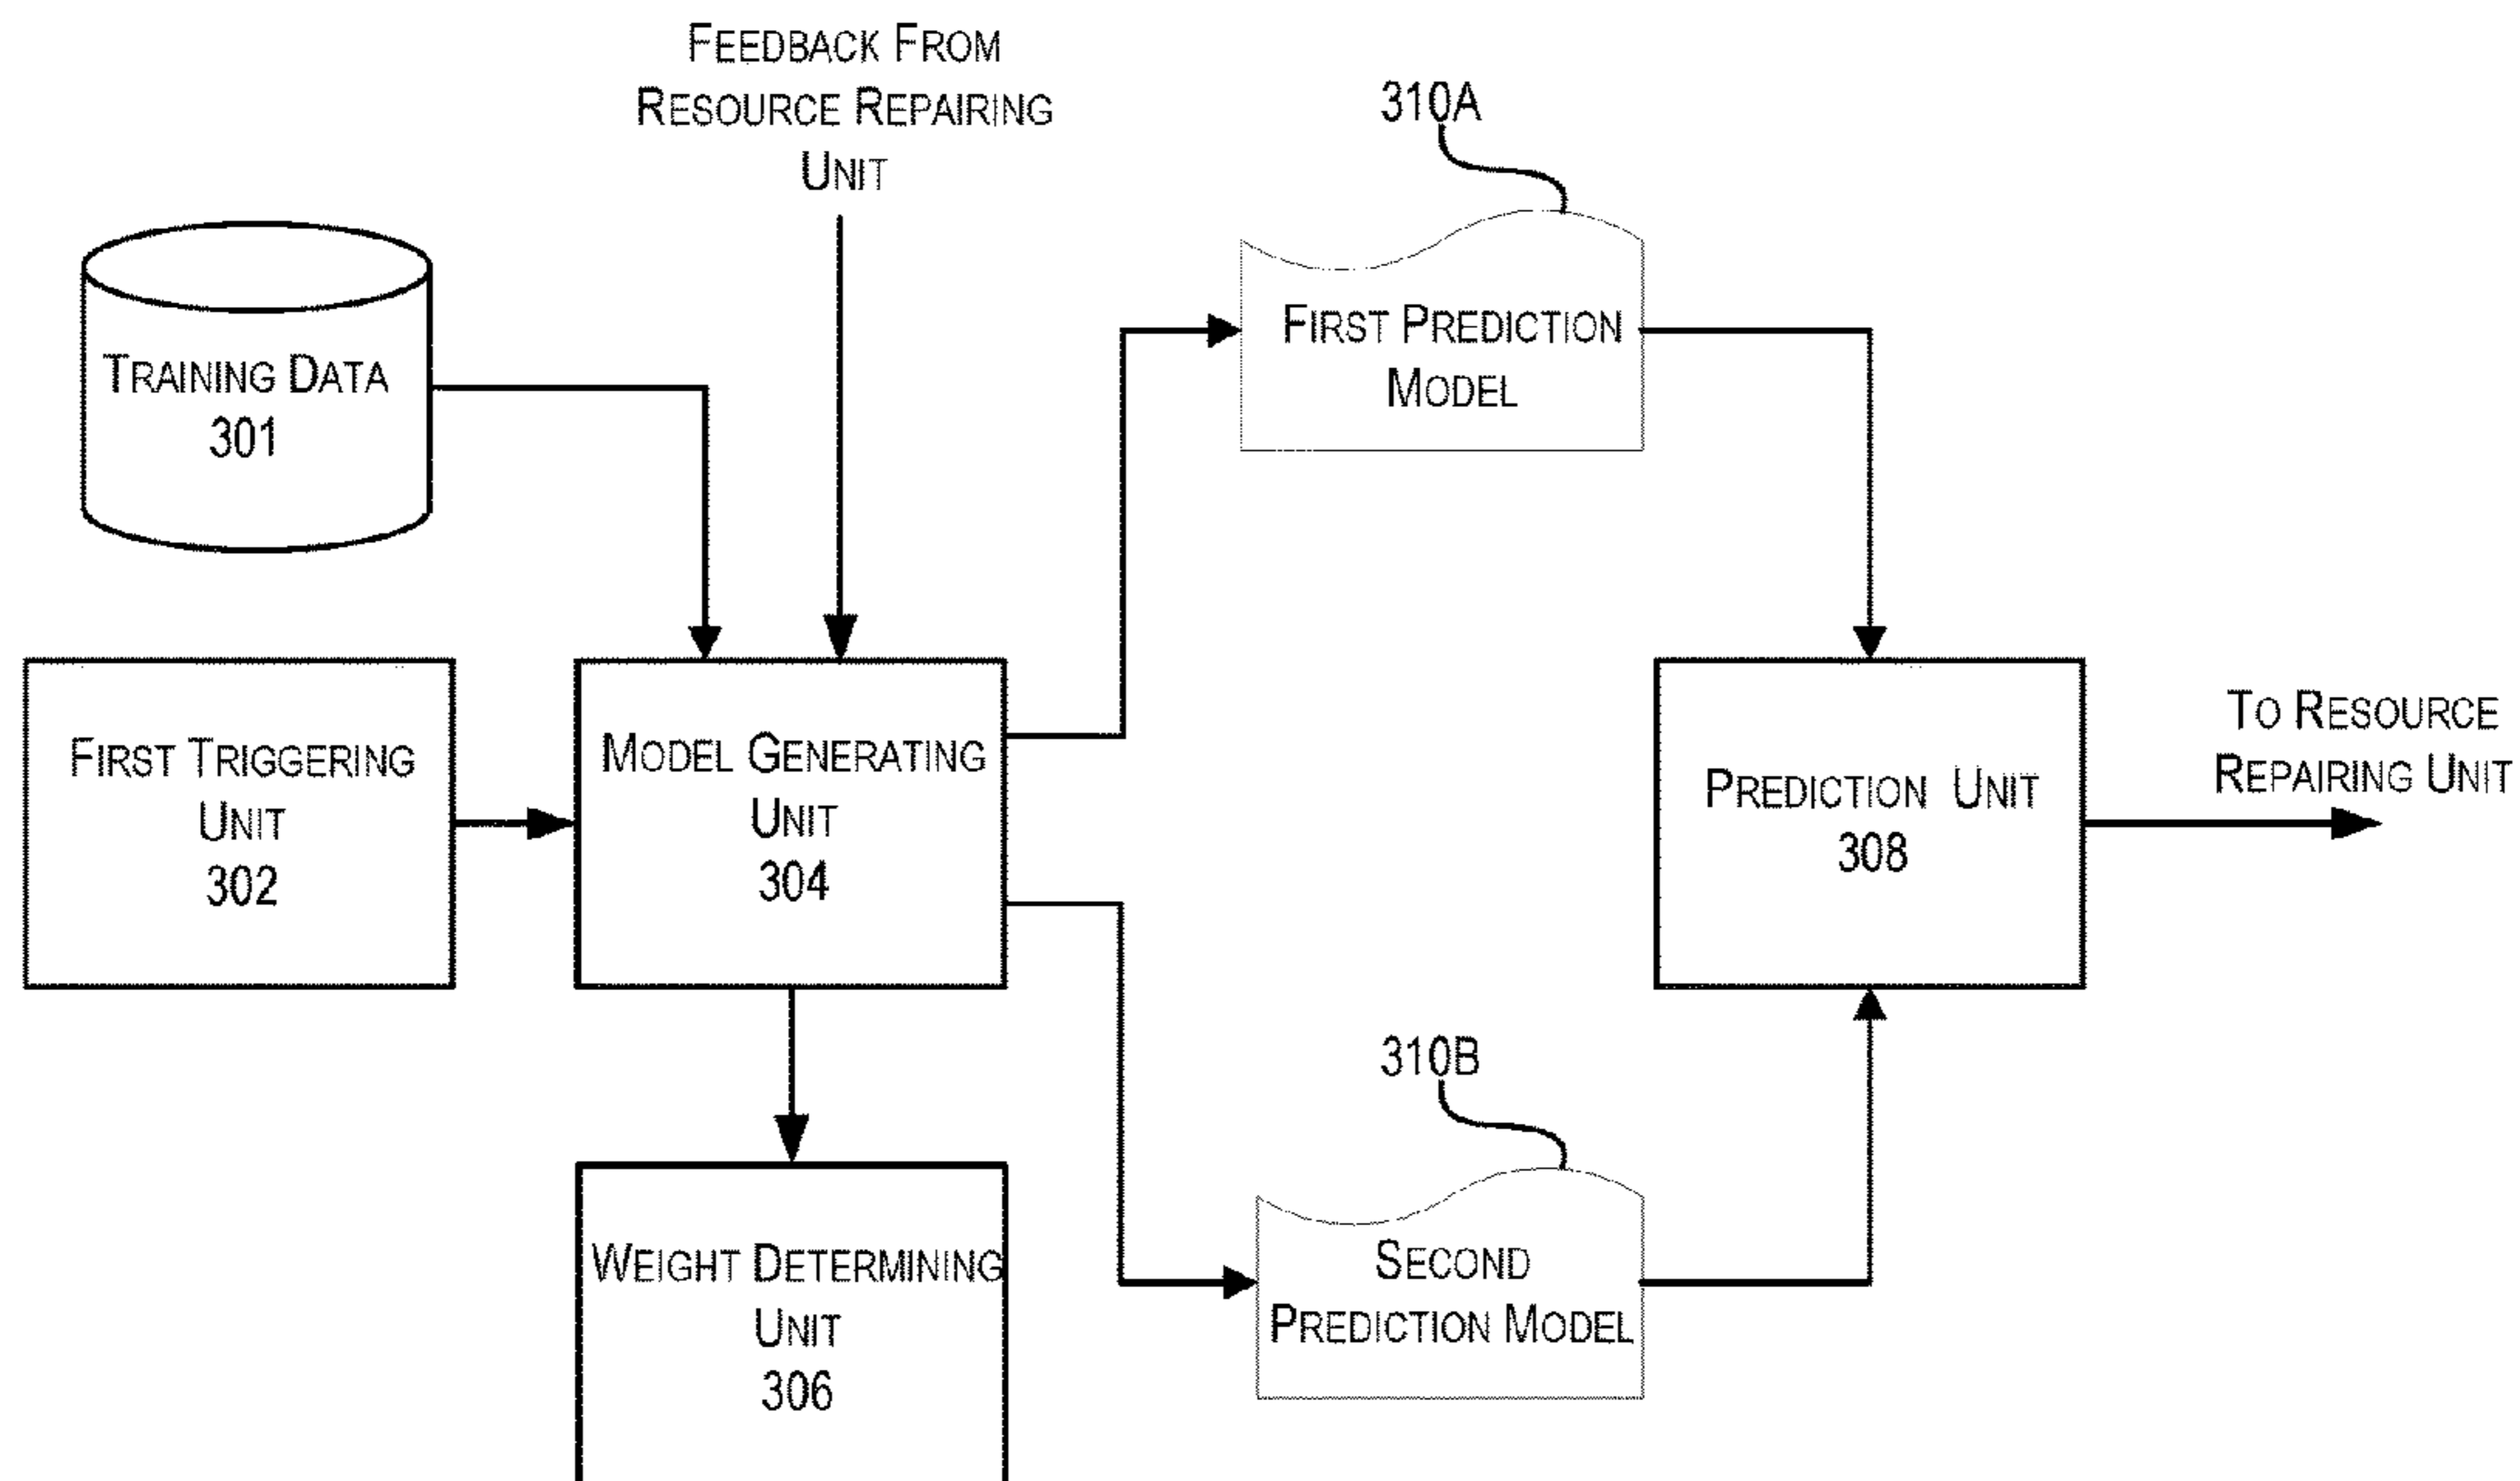 FEEDBACK FROM
RESOURCE REPAIRING
UNIT
310A
FIRST PREDICTION
MODEL
TRAINING DATA
301
FIRST TRIGGERING
UNIT
302
MODEL GENERATING
UNIT
304
PREDICTION UNIT
308
TO RESOURCE
REPAIRING UNIT
310B
SECOND
PREDICTION MODEL
WEIGHT DETERMINING
UNIT
306